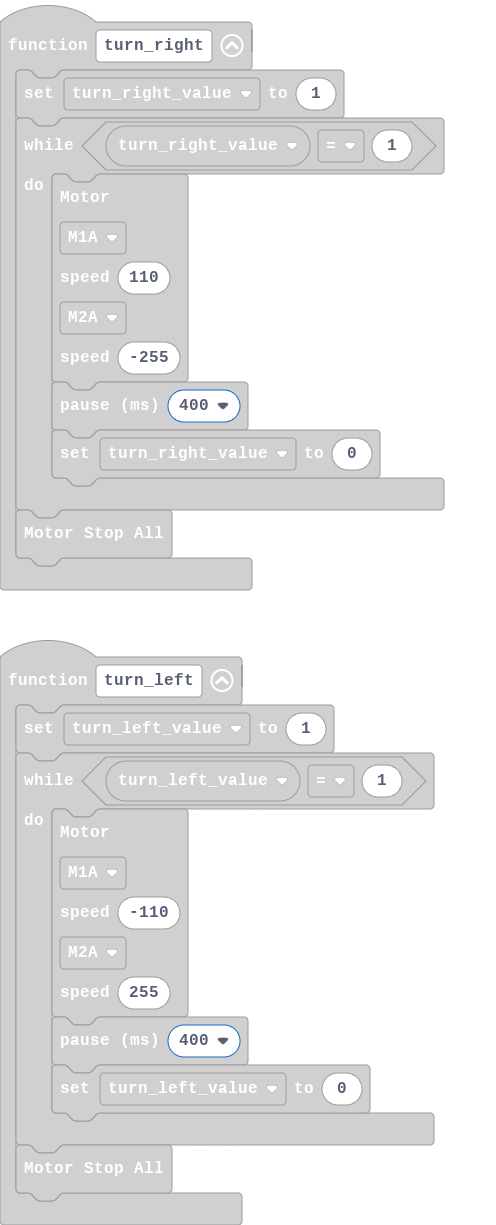 function turn_right
set turn_right_value to 1
while turn_right_value = 1
do
Motor
M1A
speed 110
M2A
speed -255
pause (ms) 400
set turn_right_value to 0
Motor Stop All
function turn_left
set turn_left_value to 1
while turn_left_value = 1
do
Motor
M1A
speed -110
M2A
speed 255
pause (ms) 400
set turn_left_value to 0
Motor Stop All